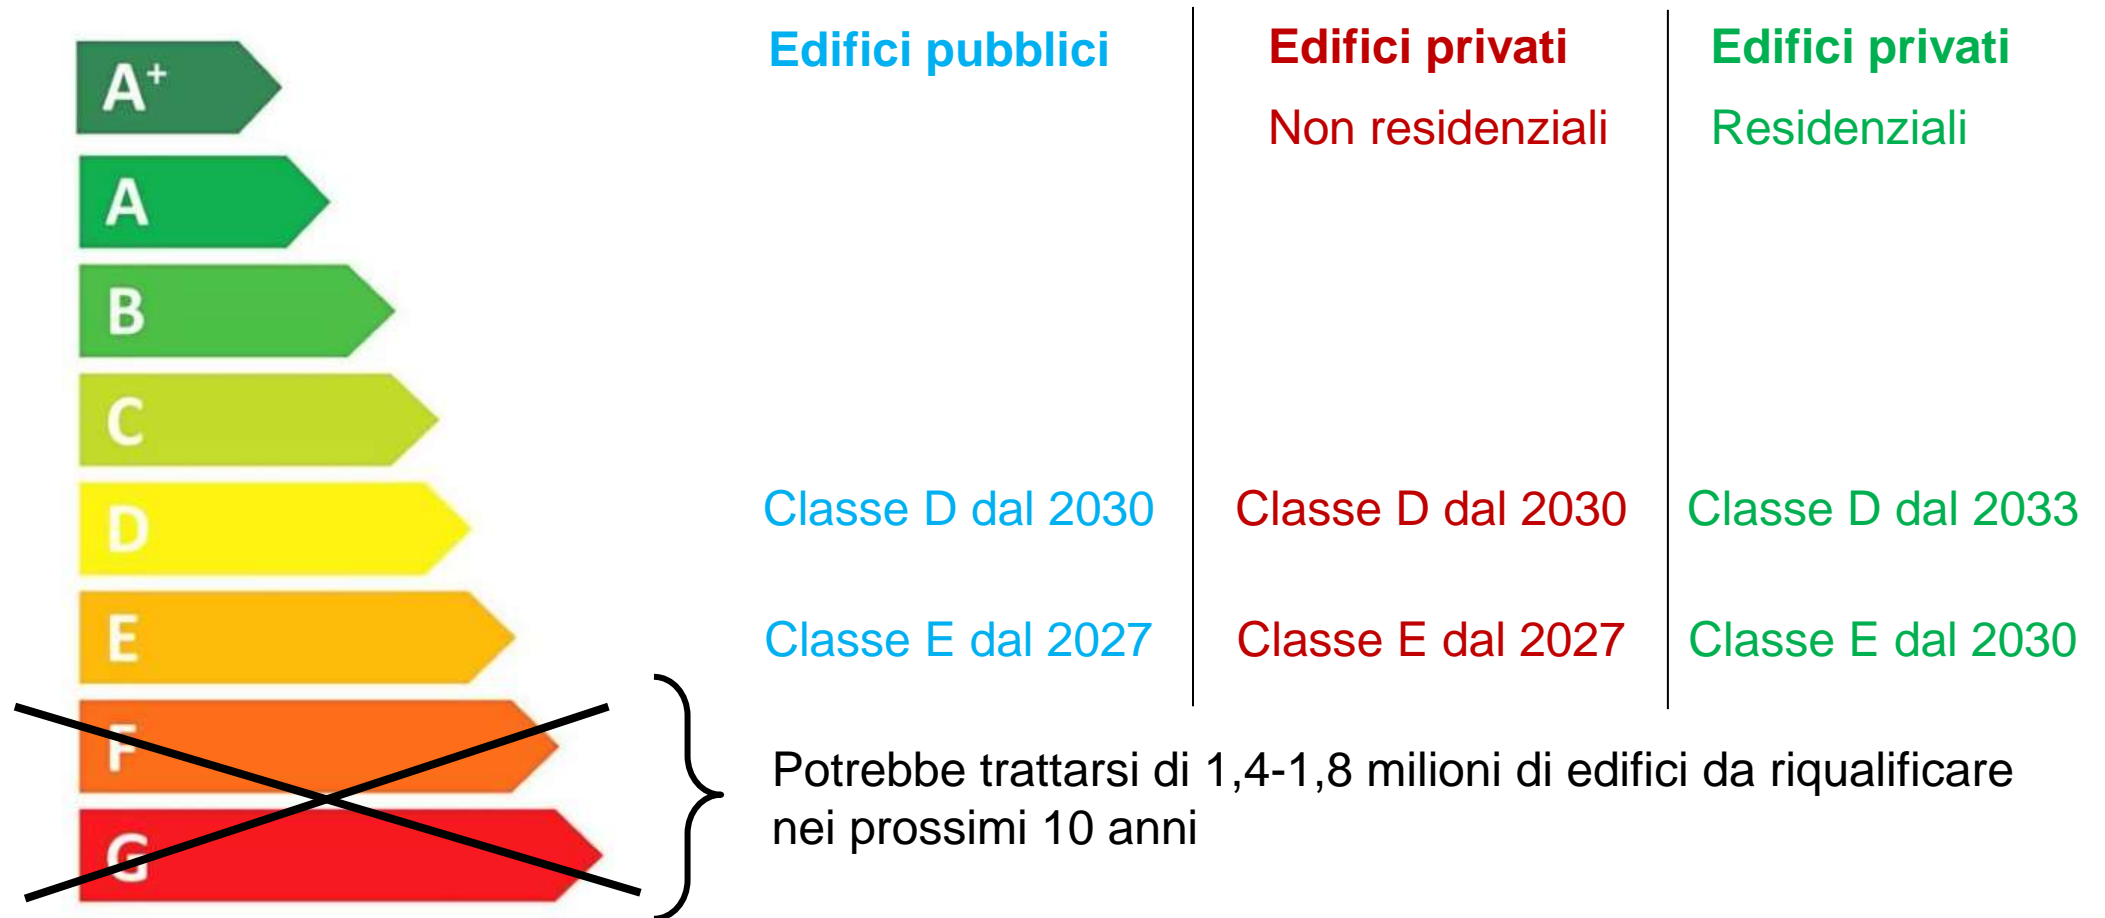 A+
A
B
C
D
E
F
G
Edifici pubblici
Classe D dal 2030
Classe E dal 2027
Edifici privati
Non residenziali
Classe D dal 2030
Classe E dal 2027
Edifici privati
Residenziali
Classe D dal 2033
Classe E dal 2030
Potrebbe trattarsi di 1,4-1,8 milioni di edifici da riqualificare
nei prossimi 10 anni